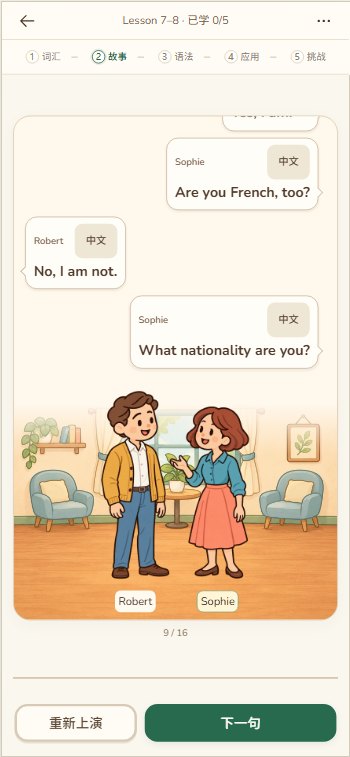 Lesson 7–8 · 已学 0/5
1 词汇 – 2 故事 – 3 语法 – 4 应用 – 5 挑战
Sophie 中文
Are you French, too?
Robert 中文
No, I am not.
Sophie 中文
What nationality are you?
Robert Sophie
9 / 16
重新上演 下一句